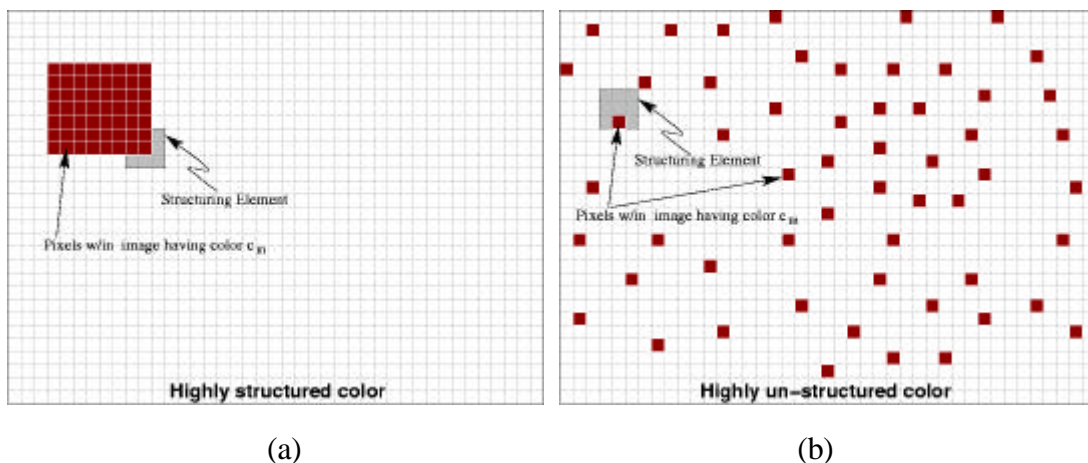 Structuring Element
Pixels w/in image having color c m
Highly structured color
(a)
Structuring Element
Pixels w/in image having color c m
Highly un-structured color
(b)